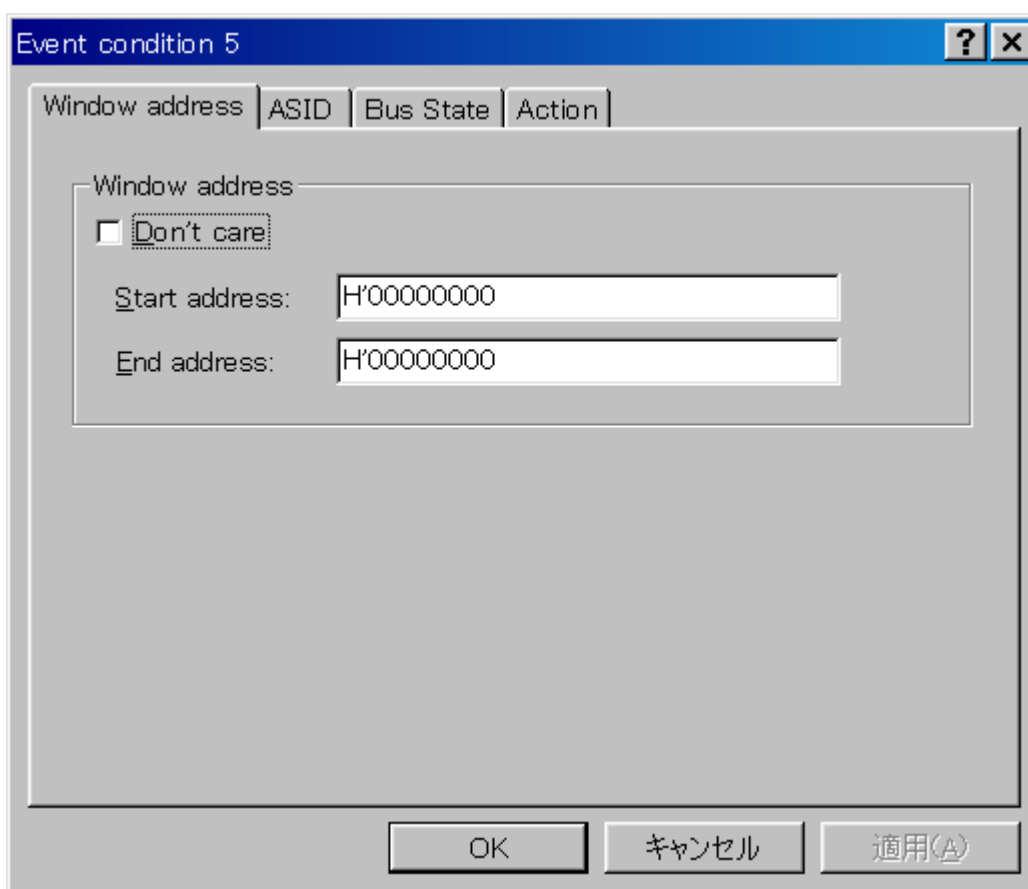 Event condition 5
Window address ASID Bus State Action
Window address
Don't care
Start address: H'00000000
End address: H'00000000
OK キャンセル 適用(A)